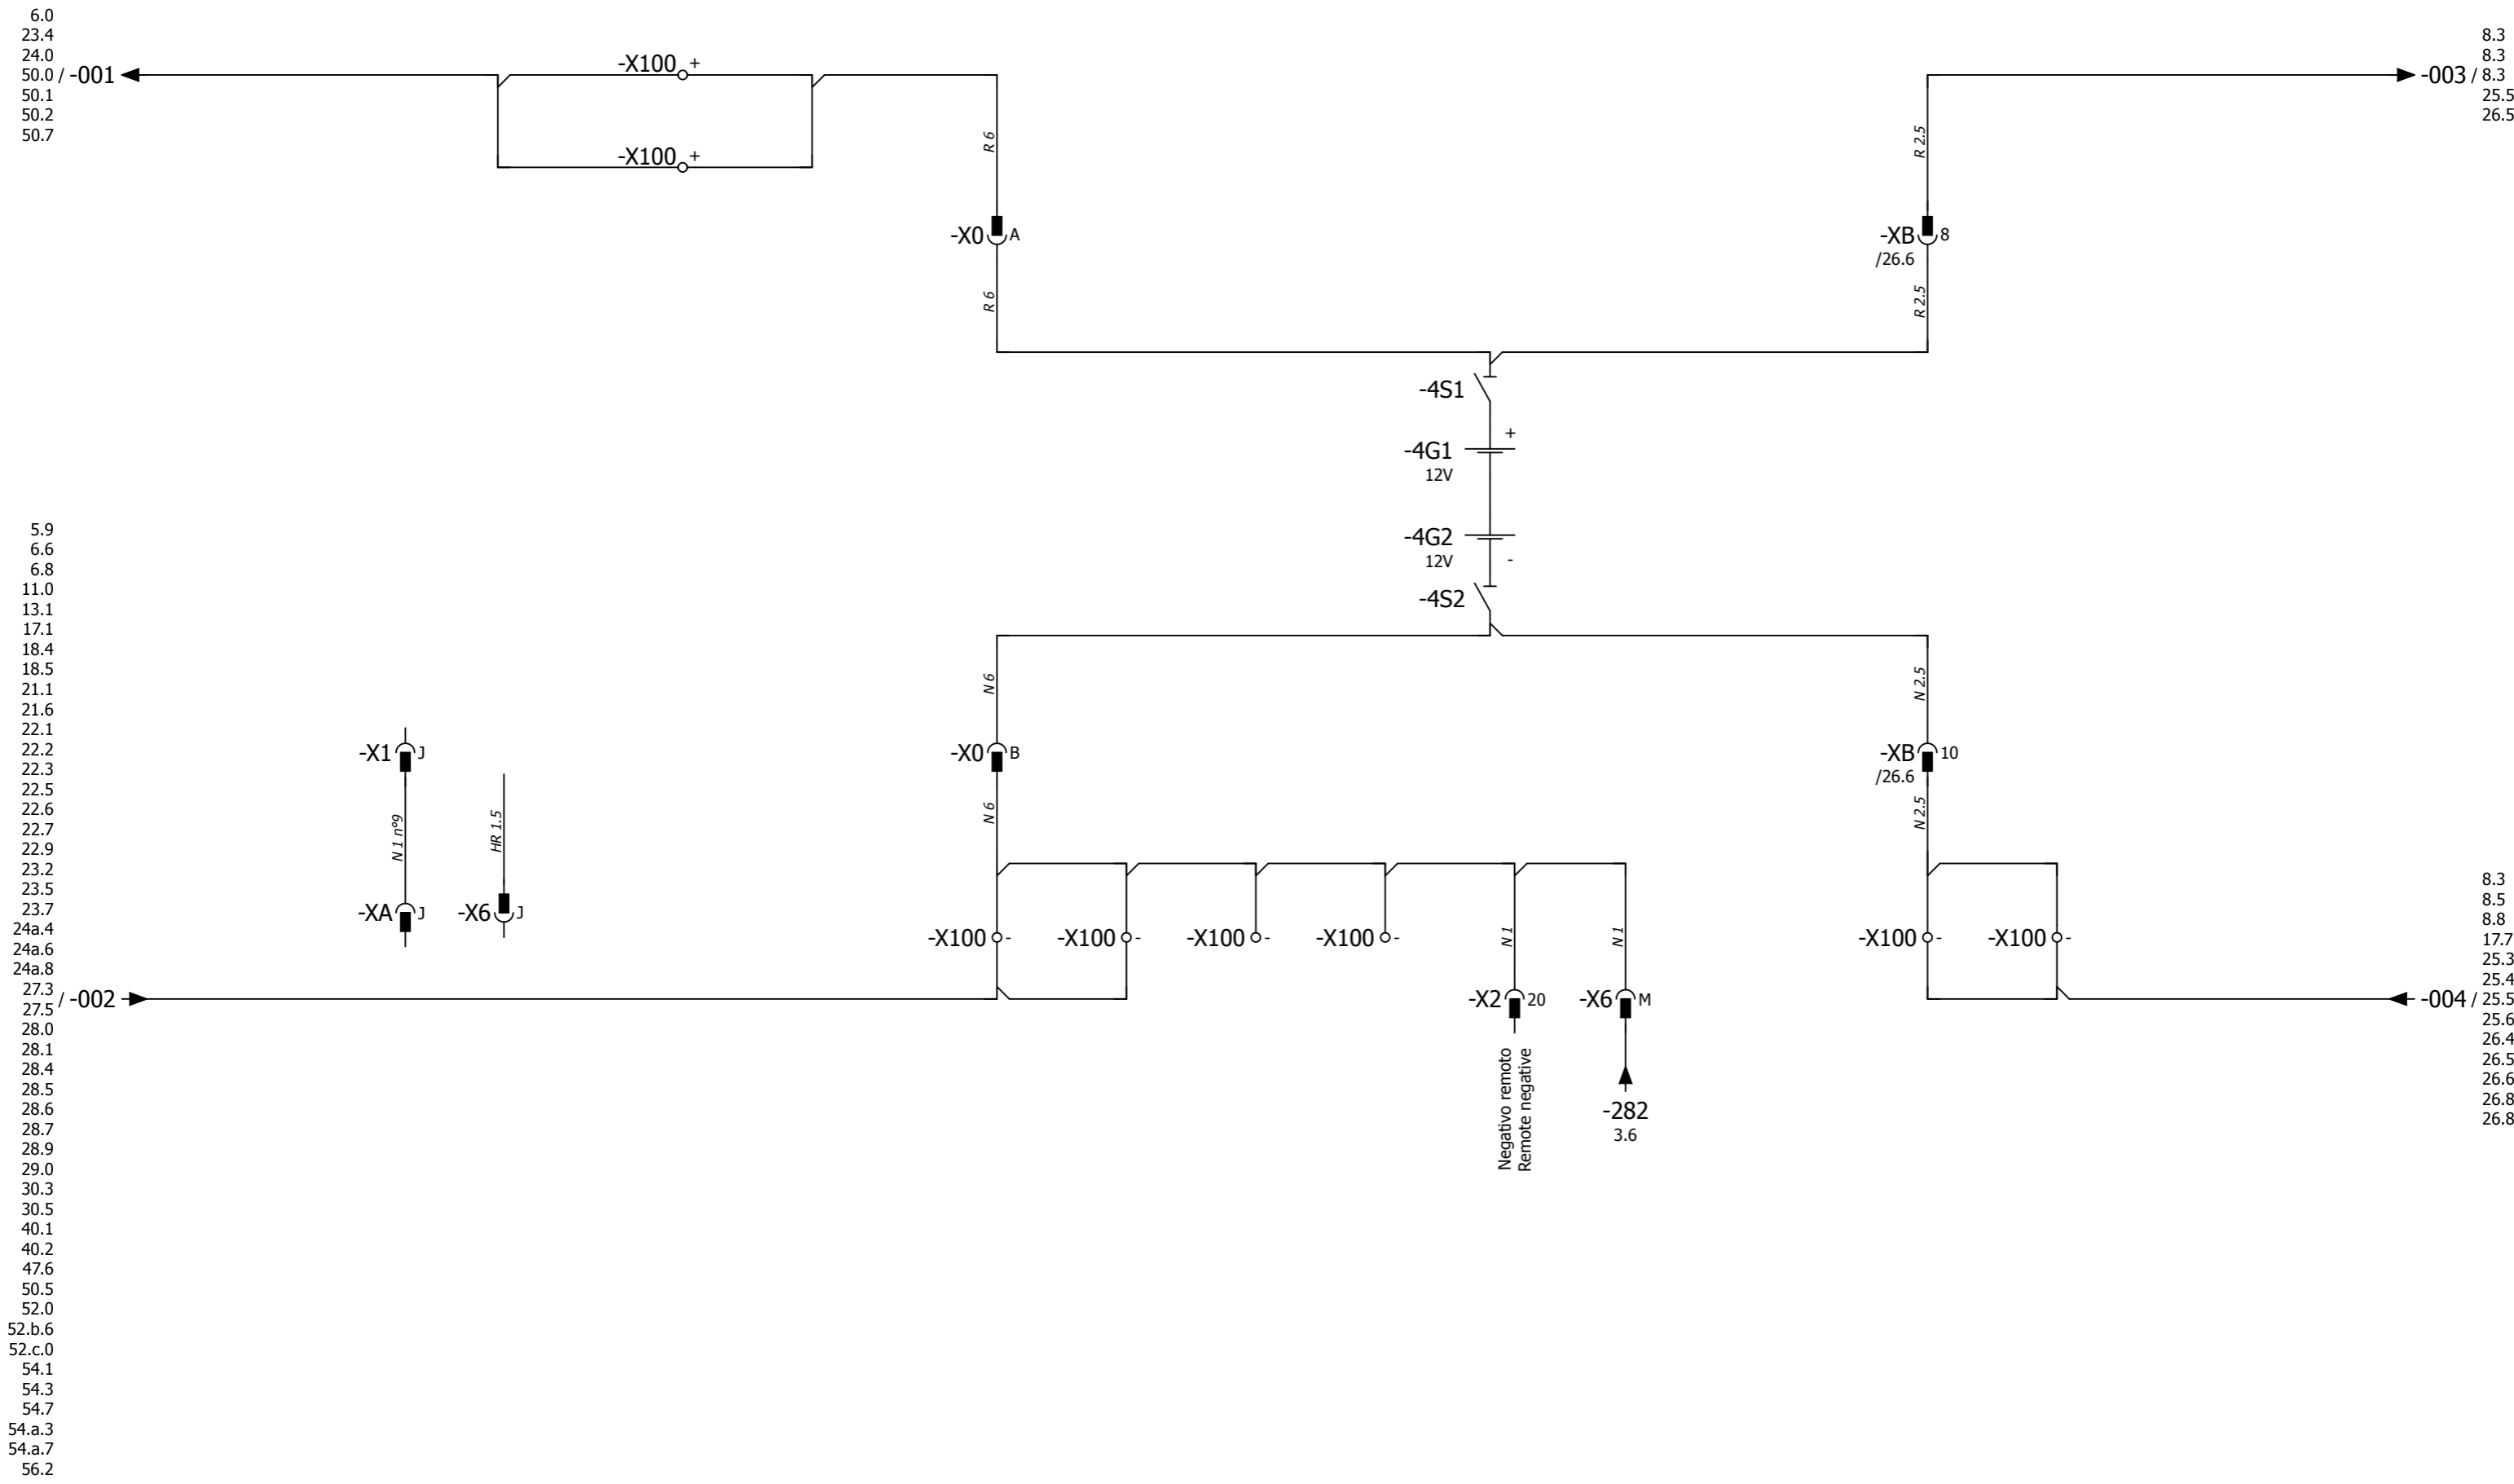 6.0
23.4
24.0
50.0 / -001
50.1
50.2
50.7
-X100 +
-X100 +
R 6
-X0 A
R 6
8.3
8.3
-003 / 8.3
25.5
26.5
R 2.5
-XB 8
/26.6
R 2.5
-4S1
+
-4G1
12V
-4G2
12V
-
-4S2
5.9
6.6
6.8
11.0
13.1
17.1
18.4
18.5
21.1
21.6
22.1
22.2
22.3
22.5
22.6
22.7
22.9
23.2
23.5
23.7
24a.4
24a.6
24a.8
27.3 / -002
27.5
28.0
28.1
28.4
28.5
28.6
28.7
28.9
29.0
30.3
30.5
40.1
40.2
47.6
50.5
52.0
52.b.6
52.c.0
54.1
54.3
54.7
54.a.3
54.a.7
56.2
-X1 J
N 1 nº9
-XA J
HR 1.5
-X6 J
N 6
-X0 B
N 6
-X100 -
-X100 -
-X100 -
-X100 -
N 1
-X2 20
Negativo remoto
Remote negative
N 1
-X6 M
-282
3.6
N 2.5
-XB 10
/26.6
N 2.5
-X100 -
-X100 -
8.3
8.5
8.8
17.7
25.3
25.4
-004 / 25.5
25.6
26.4
26.5
26.6
26.8
26.8